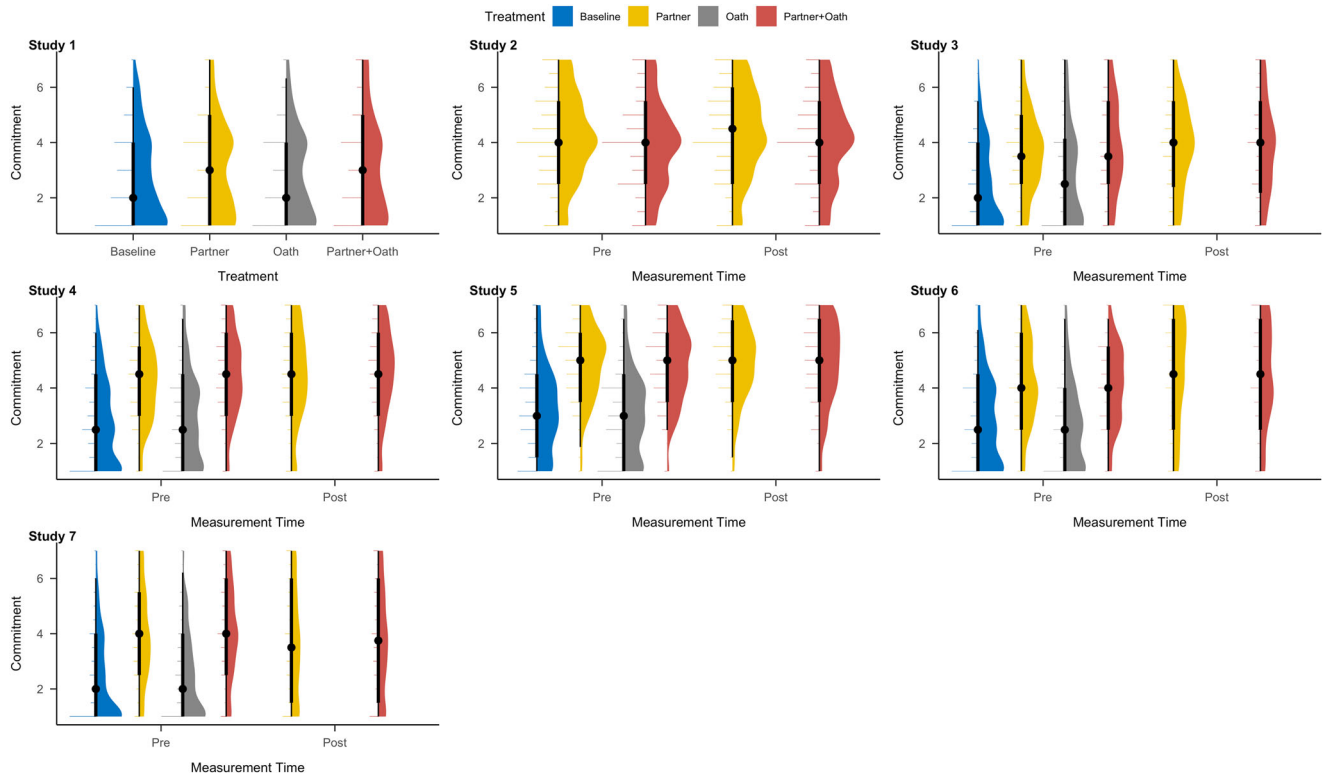 Treatment Baseline Partner Oath Partner+Oath
Study 1
Commitment
6
4
2
Baseline Partner Oath Partner+Oath
Treatment
Study 2
Commitment
6
4
2
Pre Post
Measurement Time
Study 3
Commitment
6
4
2
Pre Post
Measurement Time
Study 4
Commitment
6
4
2
Pre Post
Measurement Time
Study 5
Commitment
6
4
2
Pre Post
Measurement Time
Study 6
Commitment
6
4
2
Pre Post
Measurement Time
Study 7
Commitment
6
4
2
Pre Post
Measurement Time